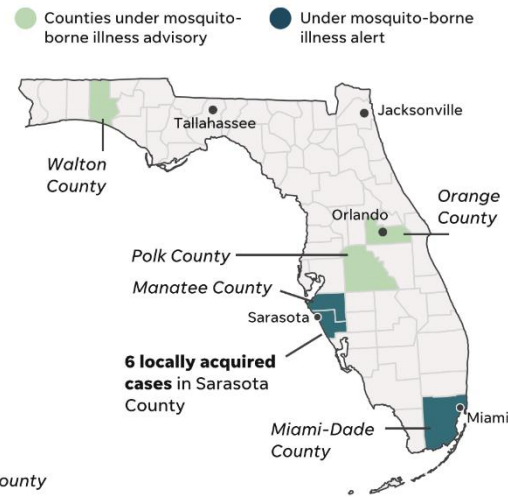 Counties under mosquito-
borne illness advisory
Under mosquito-borne
illness alert
Jacksonville
Tallahassee
Walton
County
Orange
County
Orlando
Polk County
Manatee County
Sarasota
6 locally acquired
cases in Sarasota
County
Miami
Miami-Dade
County